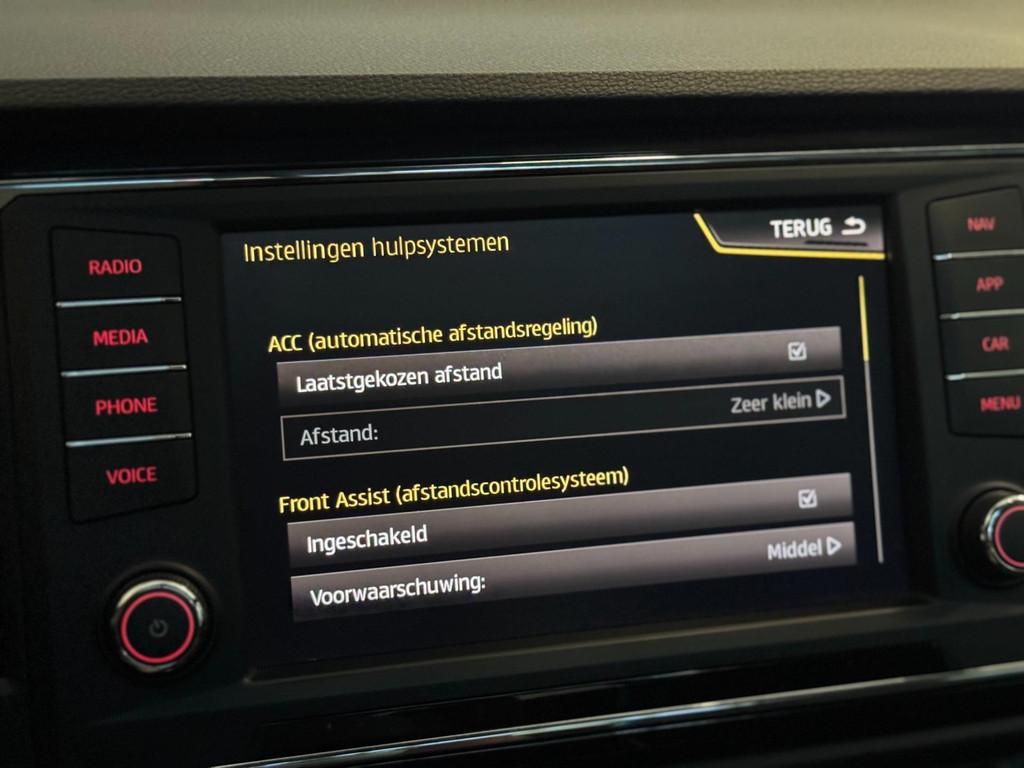 Instellingen hulpsystemen
TERUG
RADIO
MEDIA
PHONE
VOICE
ACC (automatische afstandsregeling)
Laatstgekozen afstand
Afstand: Zeer klein
Front Assist (afstandscontrolesysteem)
Ingeschakeld
Voorwaarschuwing: Middel
NAV
APP
CAR
MENU